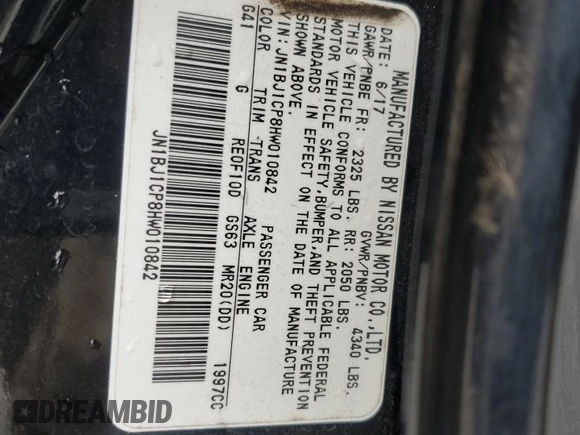 MANUFACTURED BY NISSAN MOTOR CO.,LTD.
DATE: 6/17 GVWR/PNBV: 4340 LBS.
GAWR/PNBE FR: 2325 LBS. RR: 2050 LBS.
THIS VEHICLE CONFORMS TO ALL APPLICABLE FEDERAL
MOTOR VEHICLE SAFETY,BUMPER,AND THEFT PREVENTION
STANDARDS IN EFFECT ON THE DATE OF MANUFACTURE
SHOWN ABOVE.
VIN: JN1BJ1CP8HW010842 PASSENGER CAR
COLOR TRIM -TRANS AXLE ENGINE
G41 G RE0F10D GS63 MR20(DD) 1997CC
JN1BJ1CP8HW010842
DREAMBID